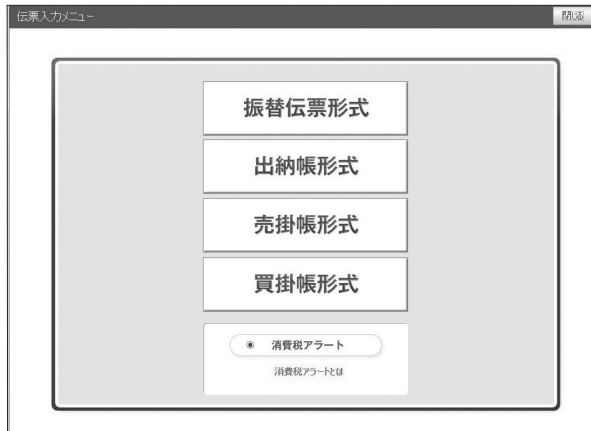 伝票入力メニュー
閉じる
振替伝票形式
出納帳形式
売掛帳形式
買掛帳形式
消費税アラート
消費税アラートとは